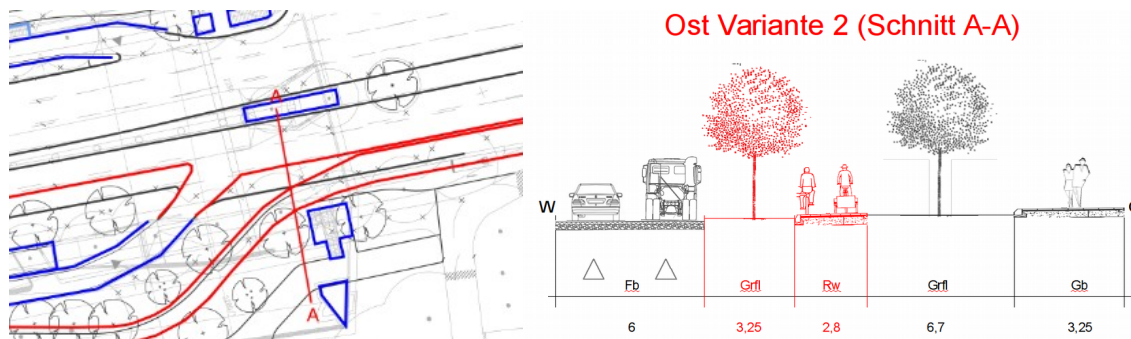 A
A
Ost Variante 2 (Schnitt A-A)
W
Fb Grfl Rw Grfl Gb
6 3,25 2,8 6,7 3,25